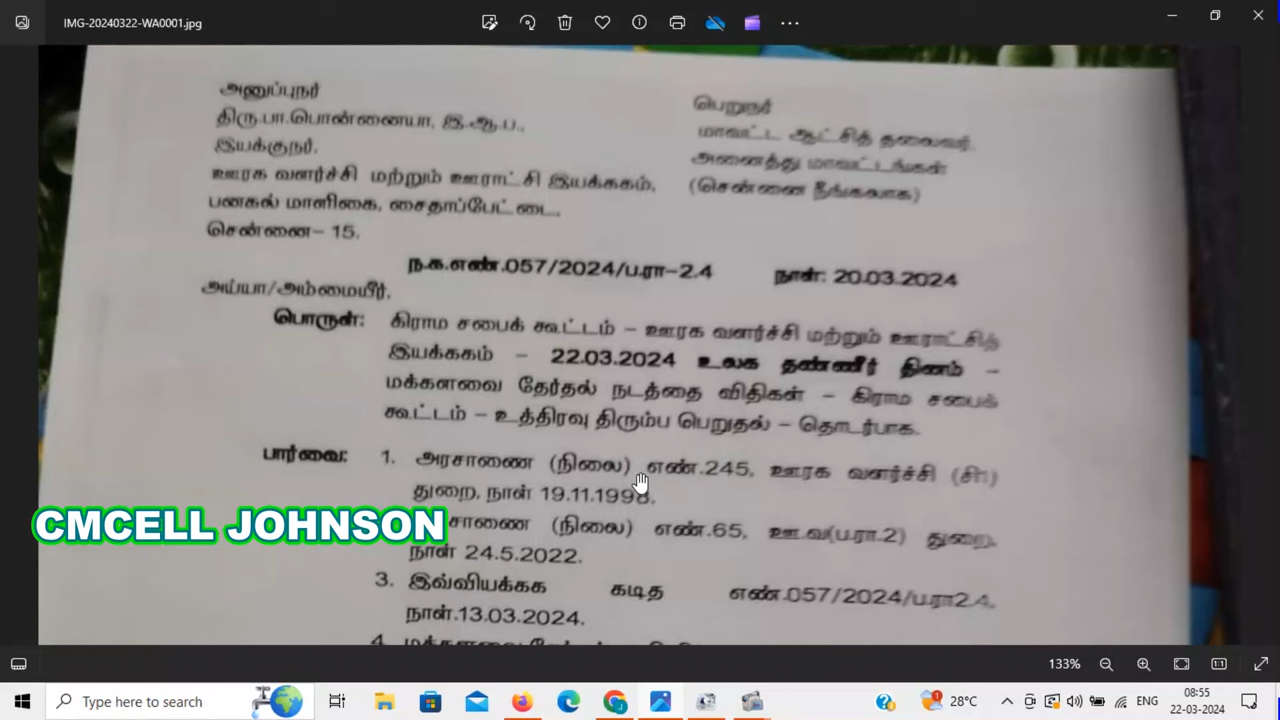 IMG-20240322-WA0001.jpg
அனுப்புநர்
திரு.பா.பொன்னையா, இ.ஆ.ப.,
இயக்குநர்,
ஊரக வளர்ச்சி மற்றும் ஊராட்சி இயக்ககம்,
பனகல் மாளிகை, சைதாப்பேட்டை,
சென்னை- 15.
பெறுநர்
மாவட்ட ஆட்சித் தலைவர்,
அனைத்து மாவட்டங்கள்
(சென்னை நீங்கலாக)
ந.க.எண்.057/2024/ப.ரா-2.4 நாள்: 20.03.2024
அய்யா/அம்மையீர்,
பொருள்: கிராம சபைக் கூட்டம் – ஊரக வளர்ச்சி மற்றும் ஊராட்சித்
இயக்ககம் – 22.03.2024 உலக தண்ணீர் தினம் –
மக்களவை தேர்தல் நடத்தை விதிகள் – கிராம சபைக்
கூட்டம் – உத்திரவு திரும்ப பெறுதல் – தொடர்பாக.
பார்வை: 1. அரசாணை (நிலை) எண்.245, ஊரக வளர்ச்சி
துறை, நாள் 19.11.1998.
சாணை (நிலை) எண்.65, ஊ.வ(ப.ரா.2) துறை,
நாள் 24.5.2022.
3. இவ்வியக்கக கடித எண்.057/2024/ப.ரா2.4,
நாள்.13.03.2024.
4.
CMCELL JOHNSON
133%
Type here to search
28°C
ENG
08:55
22-03-2024